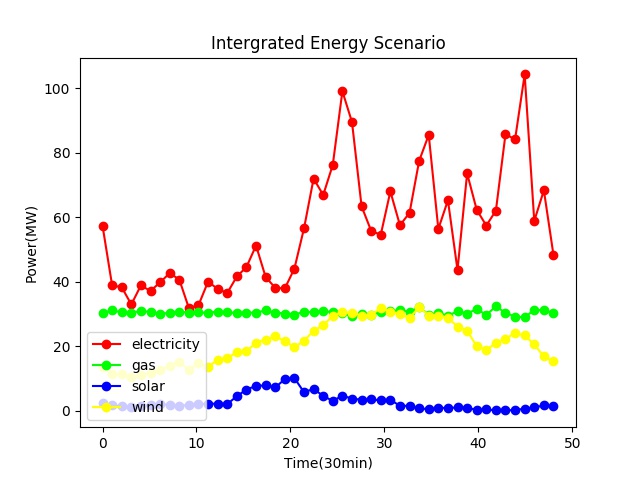 Intergrated Energy Scenario
Power(MW)
100
80
60
40
20
0
electricity
gas
solar
wind
0 10 20 30 40 50
Time(30min)